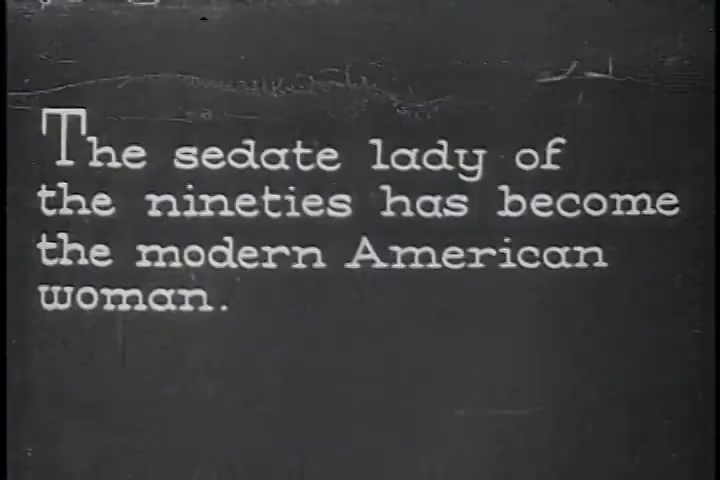 The sedate lady of
the nineties has become
the modern American
woman.